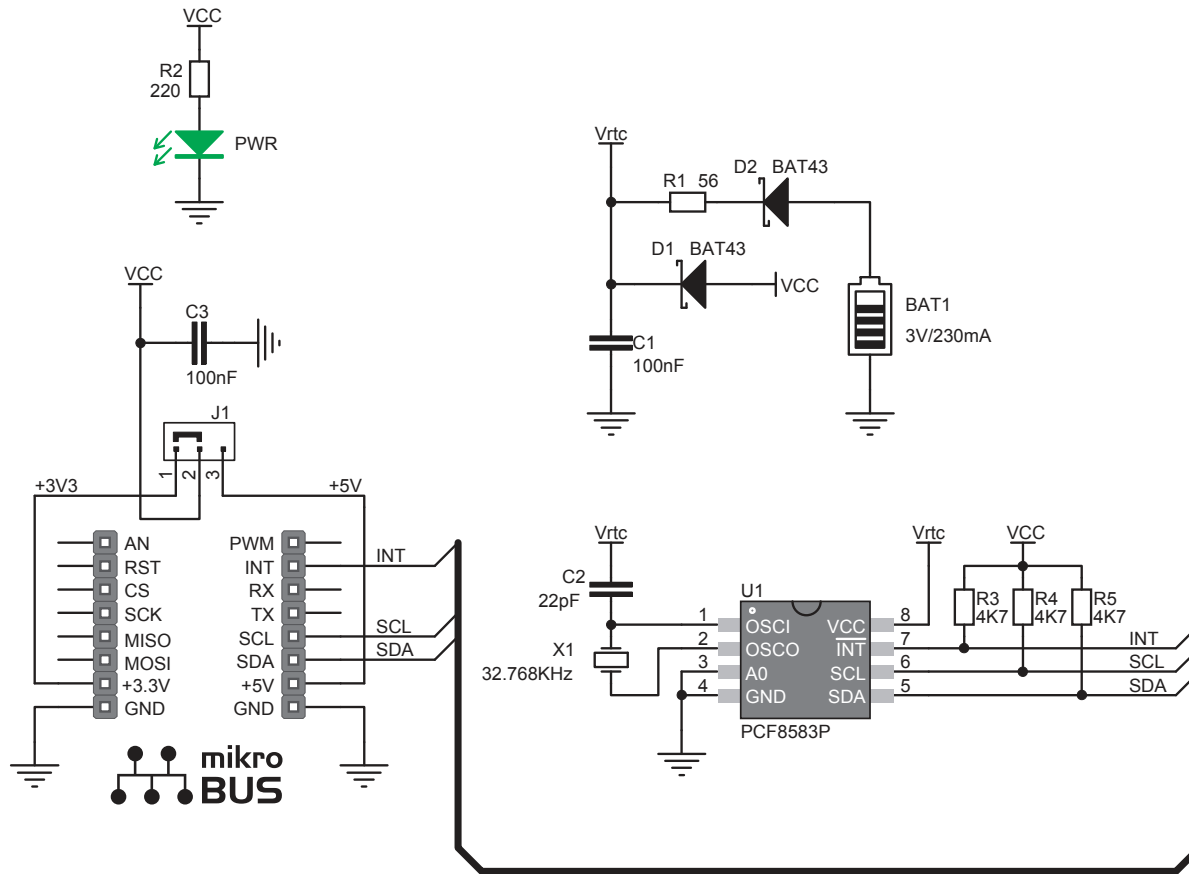 VCC
R2
220
PWR
VCC
C3
100nF
J1
1
2
3
+3V3
+5V
AN
RST
CS
SCK
MISO
MOSI
+3.3V
GND
PWM
INT
RX
TX
SCL
SDA
+5V
GND
INT
SCL
SDA
mikro
BUS
Vrtc
R1 56
D2 BAT43
D1 BAT43
VCC
C1
100nF
BAT1
3V/230mA
Vrtc
C2
22pF
X1
32.768KHz
U1
1
2
3
4
OSCI
OSCO
A0
GND
VCC
INT
SCL
SDA
8
7
6
5
PCF8583P
Vrtc
VCC
R3
4K7
R4
4K7
R5
4K7
INT
SCL
SDA